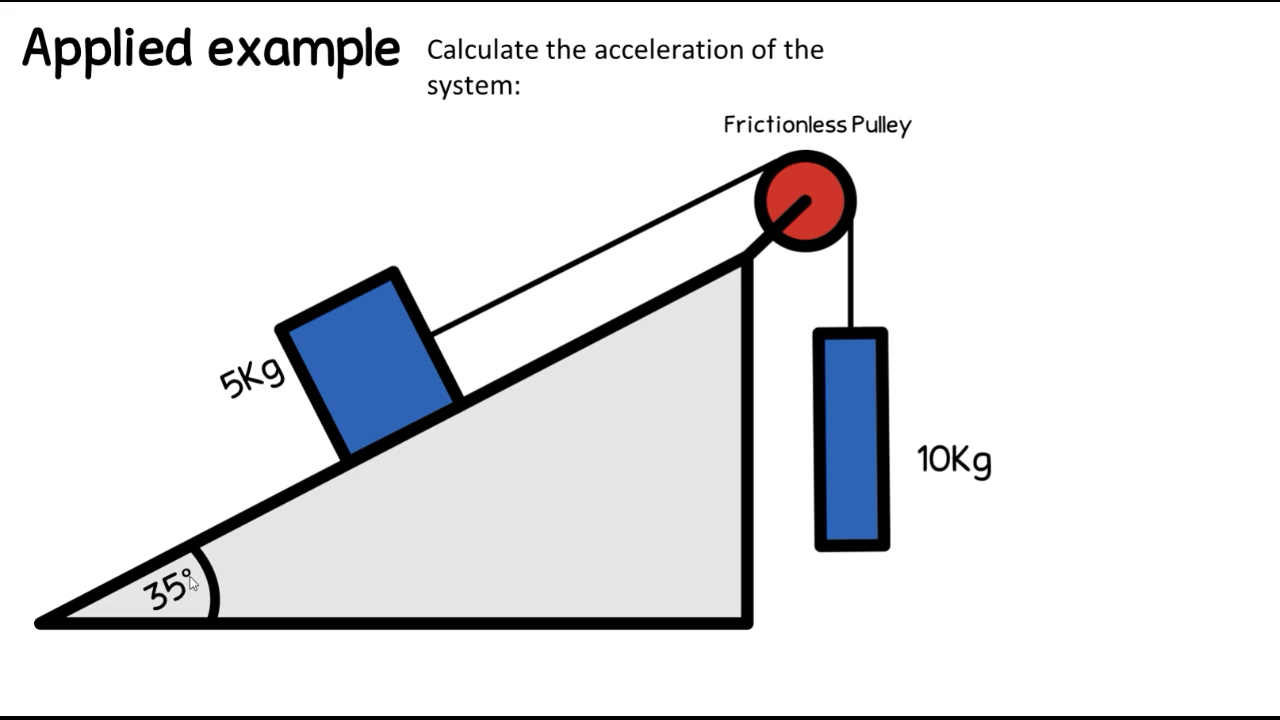 Applied example
Calculate the acceleration of the
system:
Frictionless Pulley
5Kg
10Kg
35°